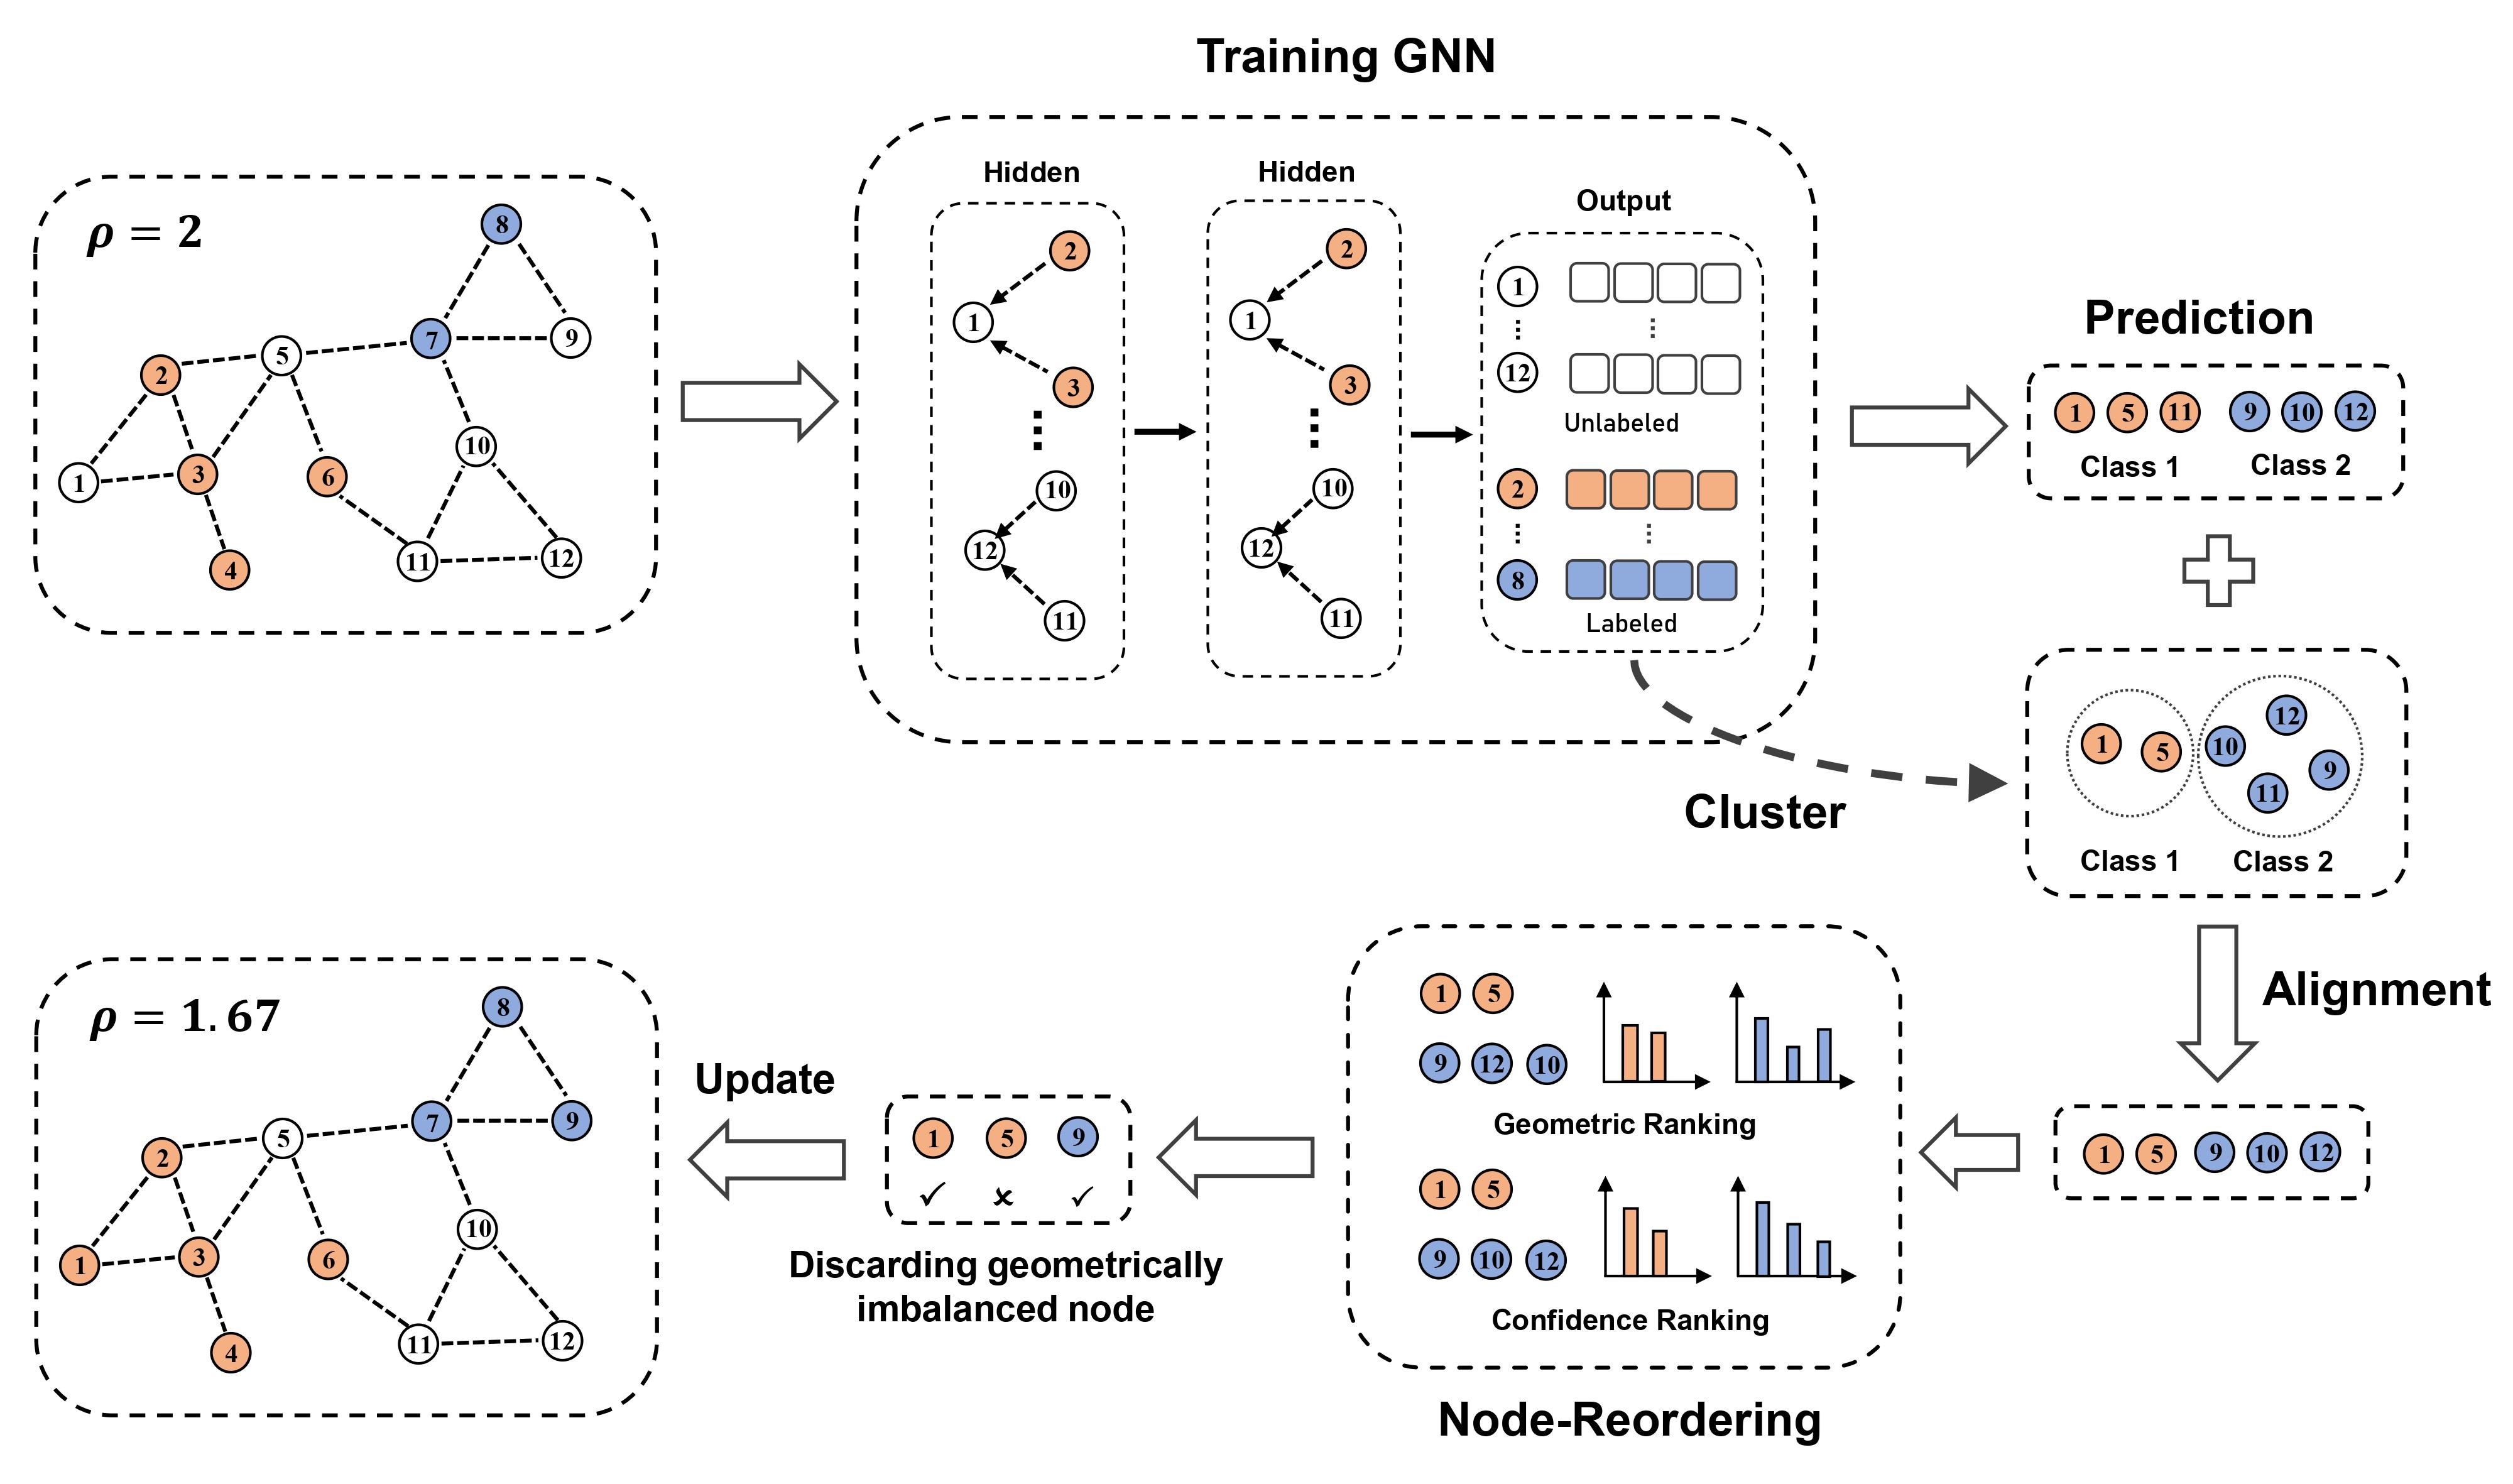 Training GNN
ρ = 2
8
7
9
5
2
10
3
6
1
11
12
4
Hidden
2
1
3
10
12
11
Hidden
2
1
3
10
12
11
Output
1
12
Unlabeled
2
8
Labeled
Prediction
1 5 11 9 10 12
Class 1 Class 2
Cluster
1 5 10 12 9 11
Class 1 Class 2
Alignment
1 5 9 10 12
1 5
9 12 10
Geometric Ranking
1 5
9 10 12
Confidence Ranking
Node-Reordering
1 5 9
✓ ✗ ✓
Discarding geometrically
imbalanced node
Update
ρ = 1.67
8
7
9
5
2
10
3
6
1
11
12
4